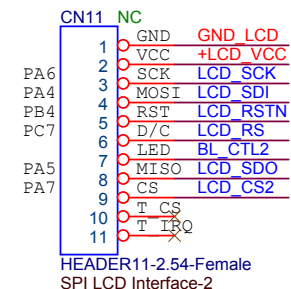 CN11 NC
1 GND GND_LCD
2 VCC +LCD_VCC
PA6 3 SCK LCD_SCK
PA4 4 MOSI LCD_SDI
PB4 5 RST LCD_RSTN
PC7 6 D/C LCD_RS
7 LED BL_CTL2
PA5 8 MISO LCD_SDO
PA7 9 CS LCD_CS2
10 T_CS
11 T_IRQ
HEADER11-2.54-Female
SPI LCD Interface-2